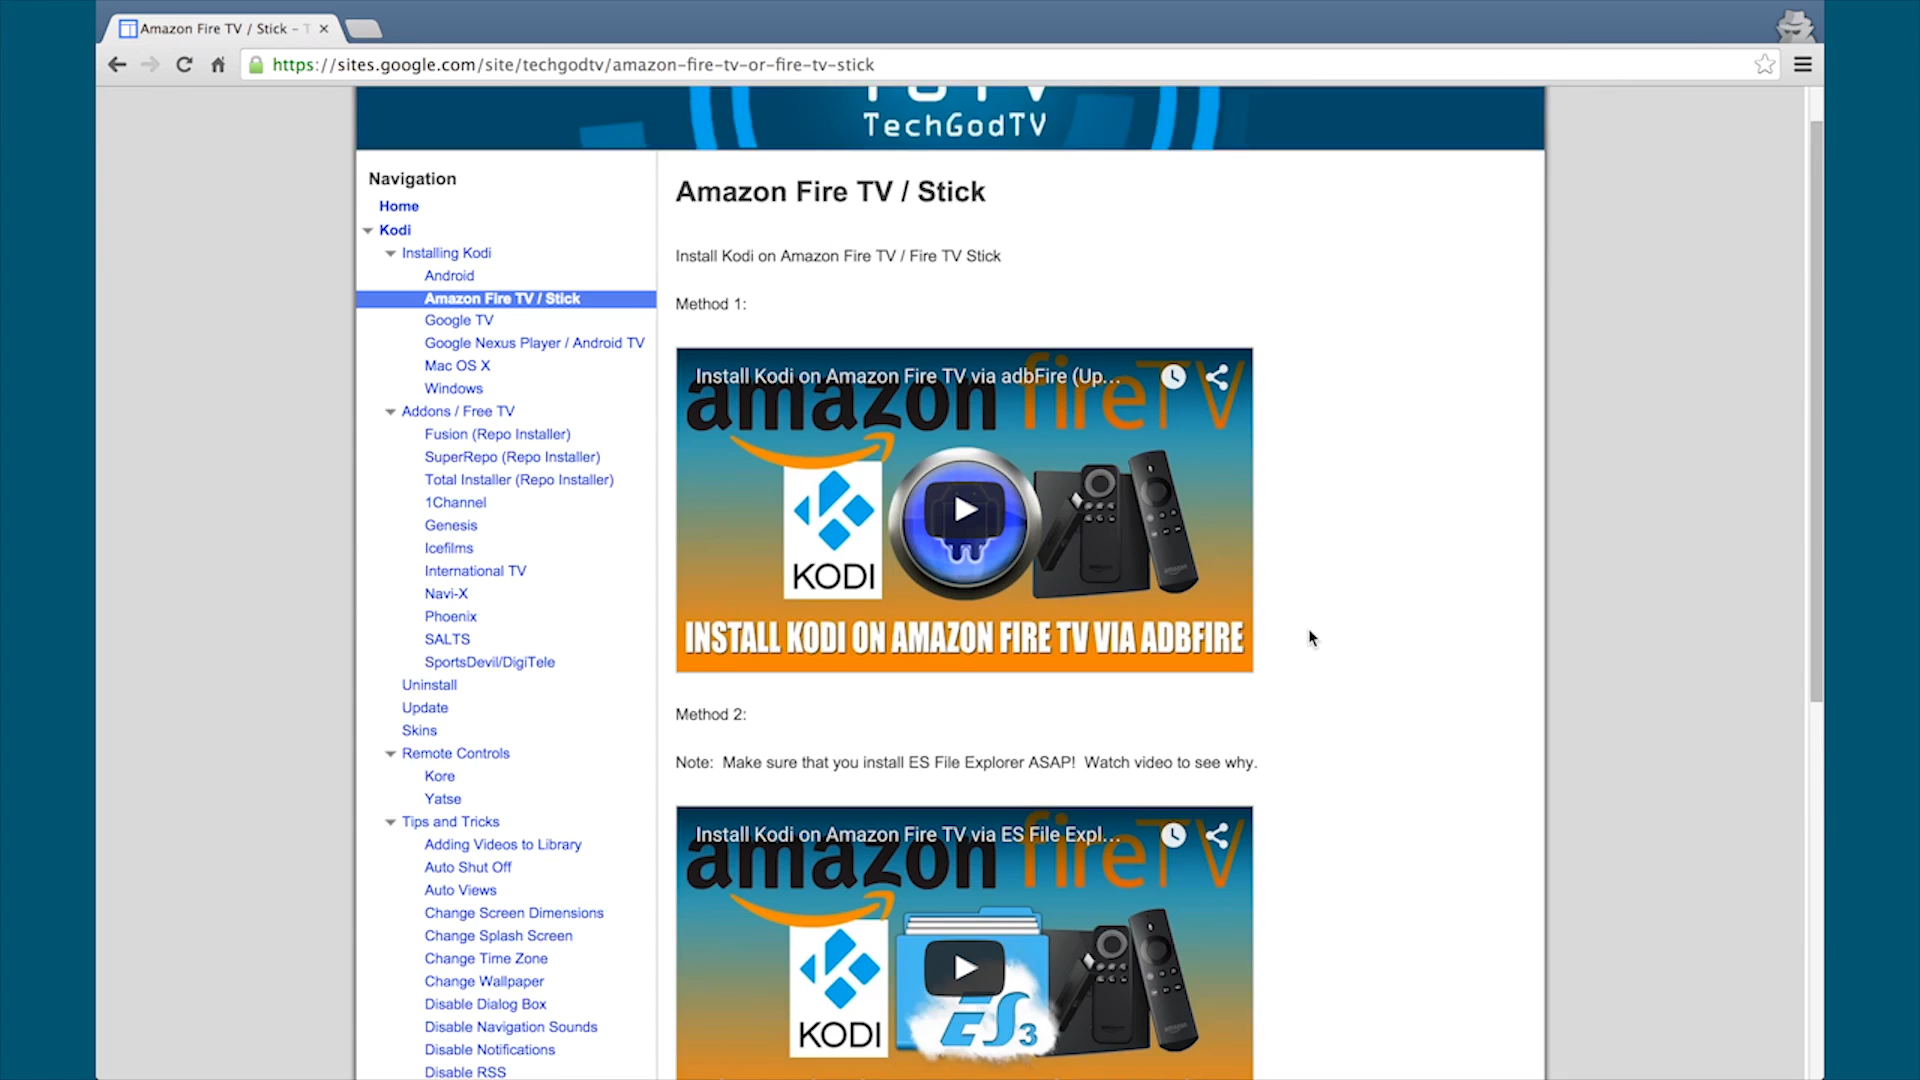 Amazon Fire TV / Stick - T
https://sites.google.com/site/techgodtv/amazon-fire-tv-or-fire-tv-stick
TGTV
TechGodTV
Navigation
Home
Kodi
Installing Kodi
Android
Amazon Fire TV / Stick
Google TV
Google Nexus Player / Android TV
Mac OS X
Windows
Addons / Free TV
Fusion (Repo Installer)
SuperRepo (Repo Installer)
Total Installer (Repo Installer)
1Channel
Genesis
Icefilms
International TV
Navi-X
Phoenix
SALTS
SportsDevil/DigiTele
Uninstall
Update
Skins
Remote Controls
Kore
Yatse
Tips and Tricks
Adding Videos to Library
Auto Shut Off
Auto Views
Change Screen Dimensions
Change Splash Screen
Change Time Zone
Change Wallpaper
Disable Dialog Box
Disable Navigation Sounds
Disable Notifications
Disable RSS
Amazon Fire TV / Stick
Install Kodi on Amazon Fire TV / Fire TV Stick
Method 1:
Install Kodi on Amazon Fire TV via adbFire (Up...
amazon fireTV
KODI
INSTALL KODI ON AMAZON FIRE TV VIA ADBFIRE
Method 2:
Note: Make sure that you install ES File Explorer ASAP! Watch video to see why.
Install Kodi on Amazon Fire TV via ES File Expl...
amazon fireTV
KODI
ES 3